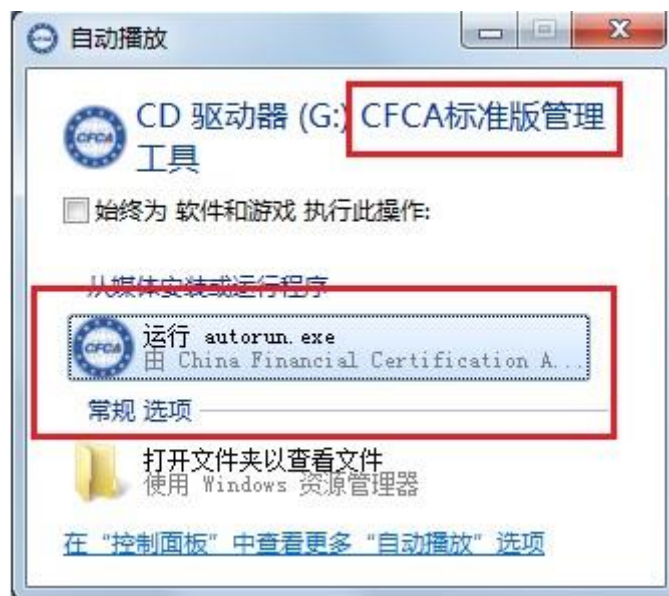 自动播放
CD 驱动器 (G:) CFCA标准版管理
工具
始终为 软件和游戏 执行此操作:
从媒体安装或运行程序
CFCA
运行 autorun.exe
由 China Financial Certification A...
常规 选项
打开文件夹以查看文件
使用 Windows 资源管理器
在 “控制面板” 中查看更多 “自动播放” 选项